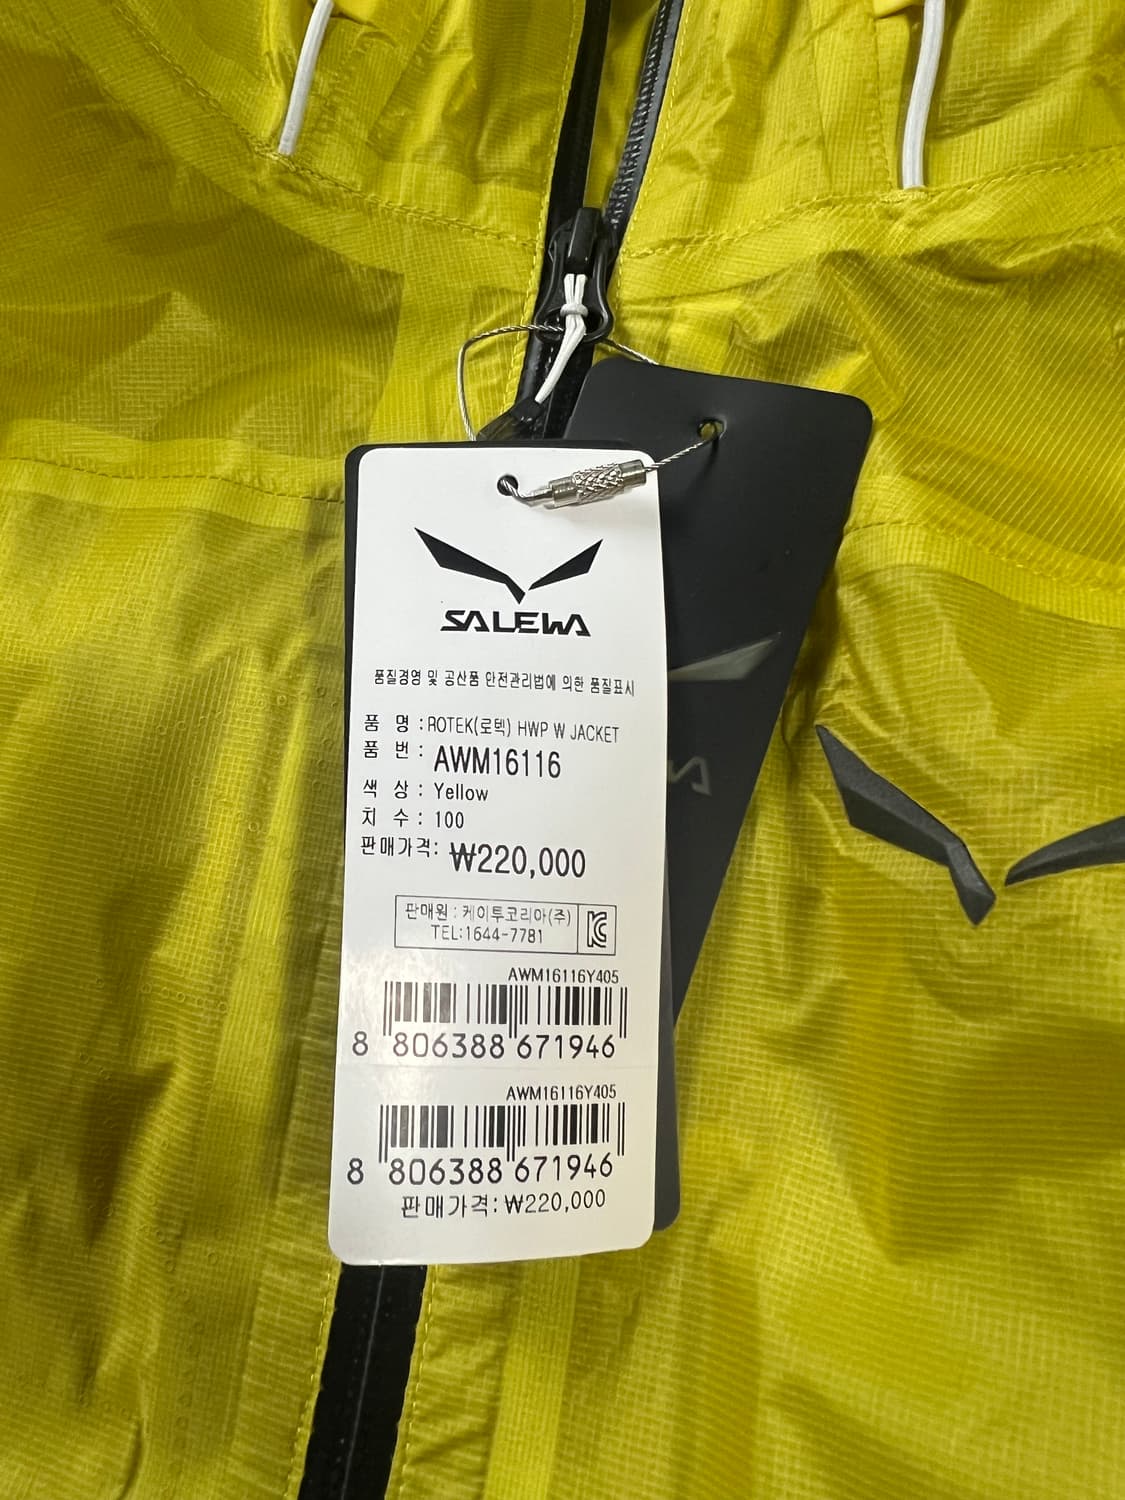 SALEWA
품질경영 및 공산품 안전관리법에 의한 품질표시
품 명 : ROTEK(로텍) HWP W JACKET
품 번 : AWM16116
색 상 : Yellow
치 수 : 100
판매가격: ₩220,000
판매원 : 케이투코리아(주)
TEL:1644-7781
AWM16116Y405
8 806388 671946
AWM16116Y405
8 806388 671946
판매가격: ₩220,000